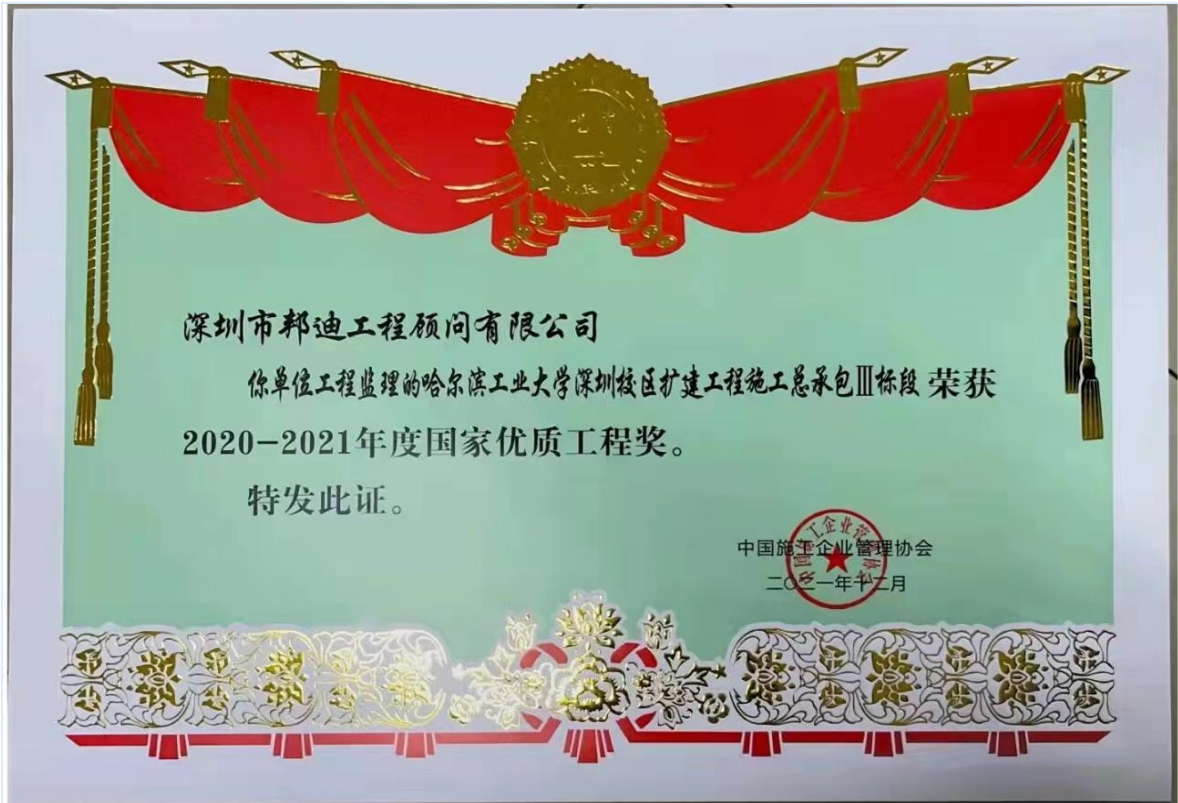 深圳市邦迪工程顾问有限公司
你单位工程监理的哈尔滨工业大学深圳校区扩建工程施工总承包Ⅲ标段 荣获
2020-2021年度国家优质工程奖。
特发此证。
中国施工企业管理协会
二〇二一年十二月